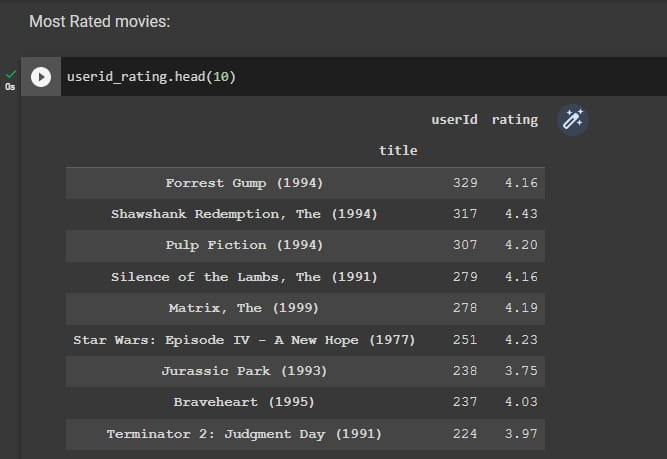 Most Rated movies:
0s
userid_rating.head(10)
userId rating
title
Forrest Gump (1994) 329 4.16
Shawshank Redemption, The (1994) 317 4.43
Pulp Fiction (1994) 307 4.20
Silence of the Lambs, The (1991) 279 4.16
Matrix, The (1999) 278 4.19
Star Wars: Episode IV - A New Hope (1977) 251 4.23
Jurassic Park (1993) 238 3.75
Braveheart (1995) 237 4.03
Terminator 2: Judgment Day (1991) 224 3.97